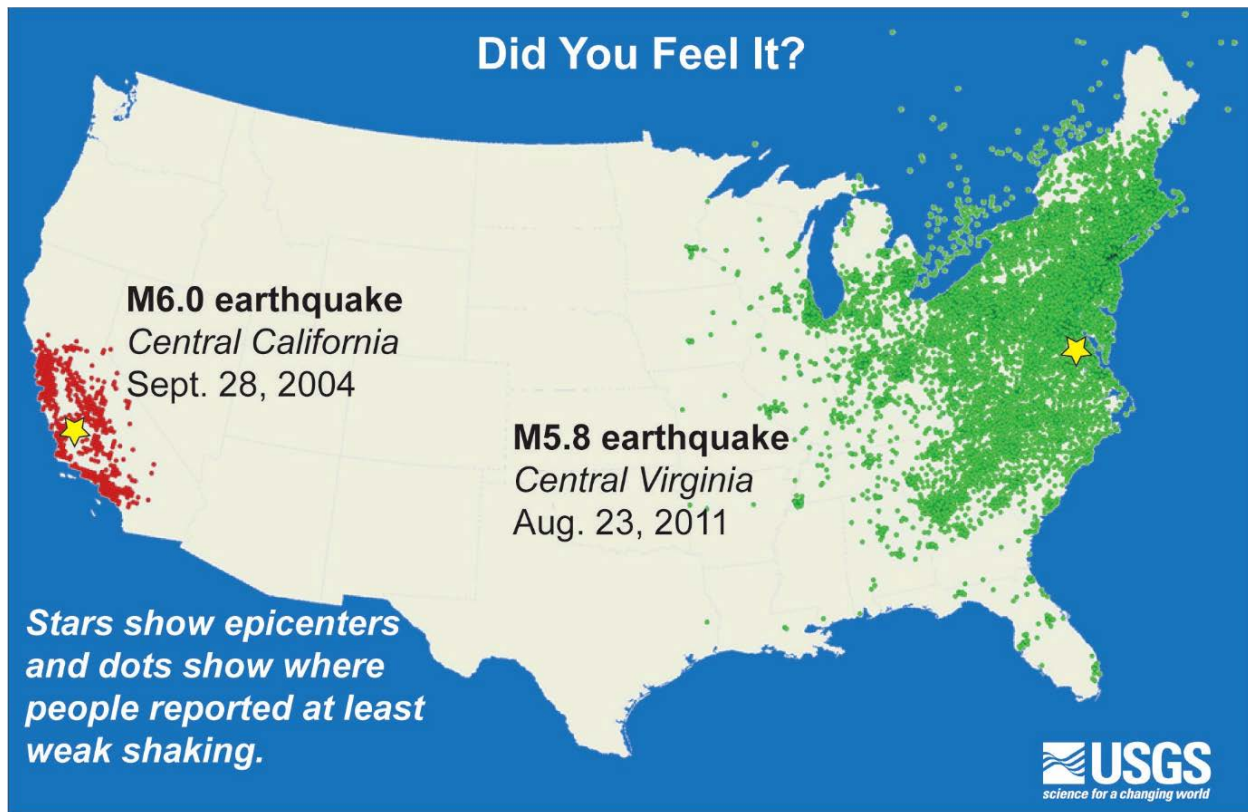 Did You Feel It?
M6.0 earthquake
Central California
Sept. 28, 2004
M5.8 earthquake
Central Virginia
Aug. 23, 2011
Stars show epicenters
and dots show where
people reported at least
weak shaking.
USGS
science for a changing world